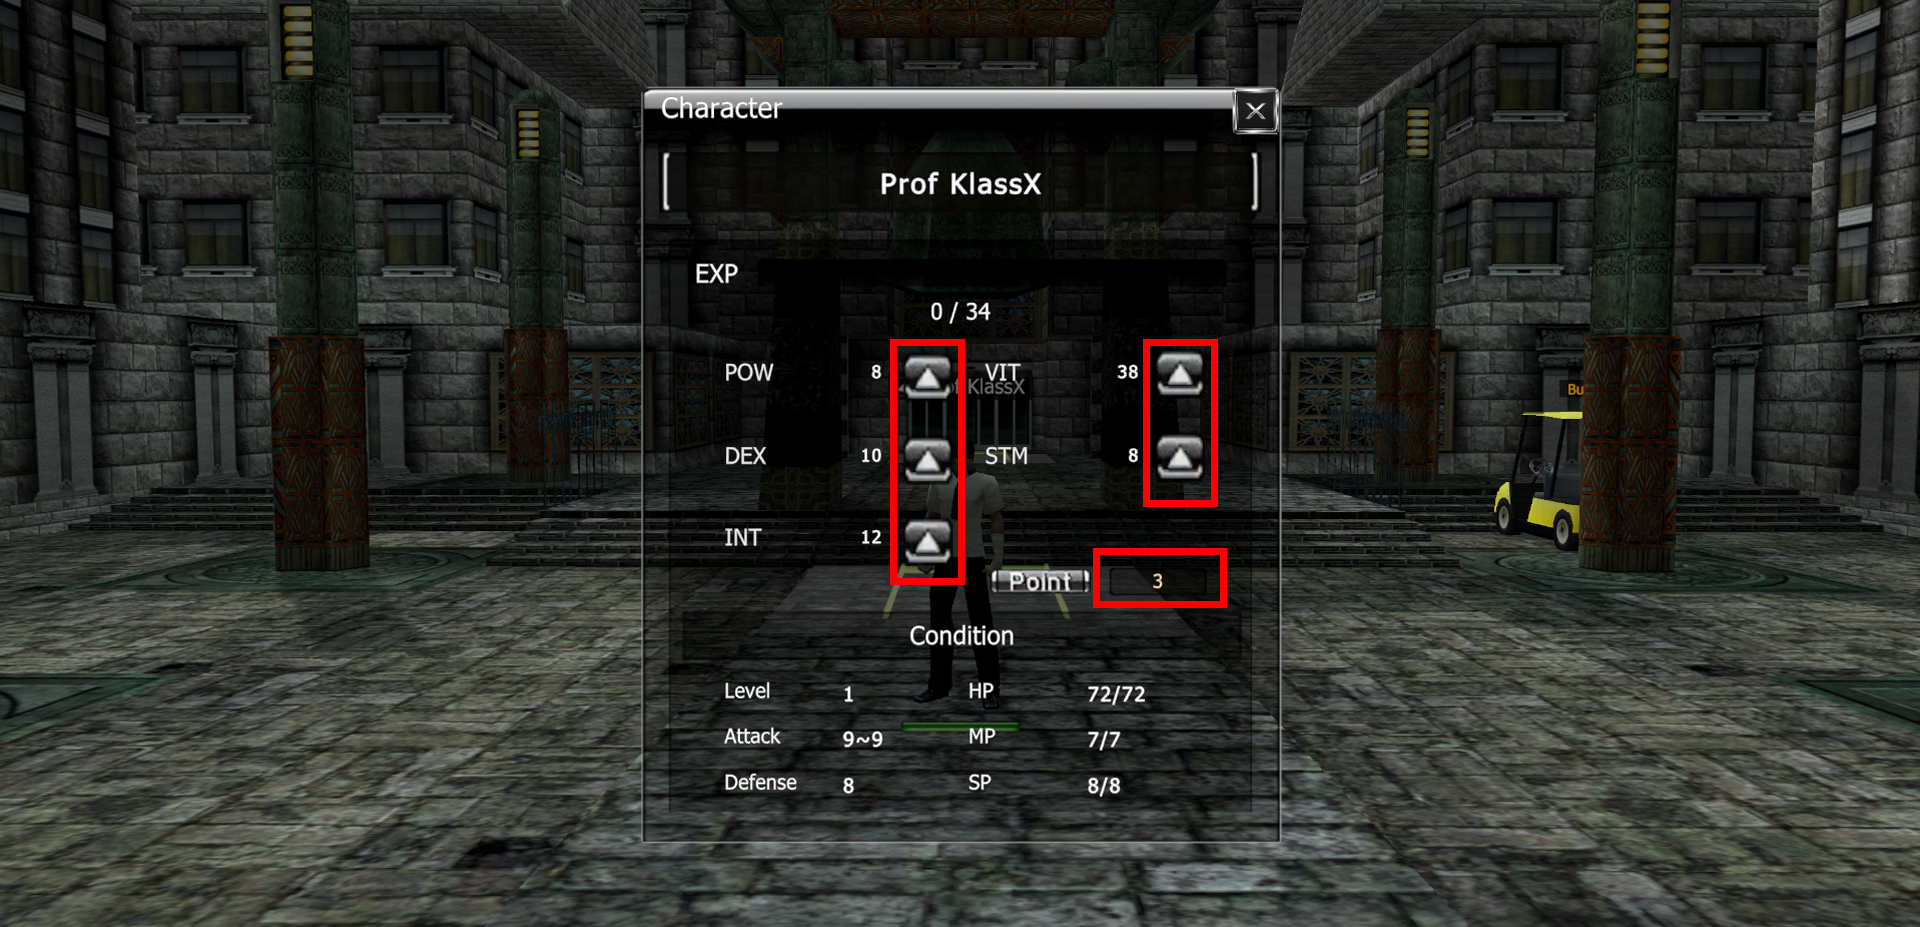 Character
Prof KlassX
EXP
0 / 34
POW 8 VIT 38
KlassX
DEX 10 STM 8
INT 12
Point 3
Condition
Level 1 HP 72/72
Attack 9~9 MP 7/7
Defense 8 SP 8/8